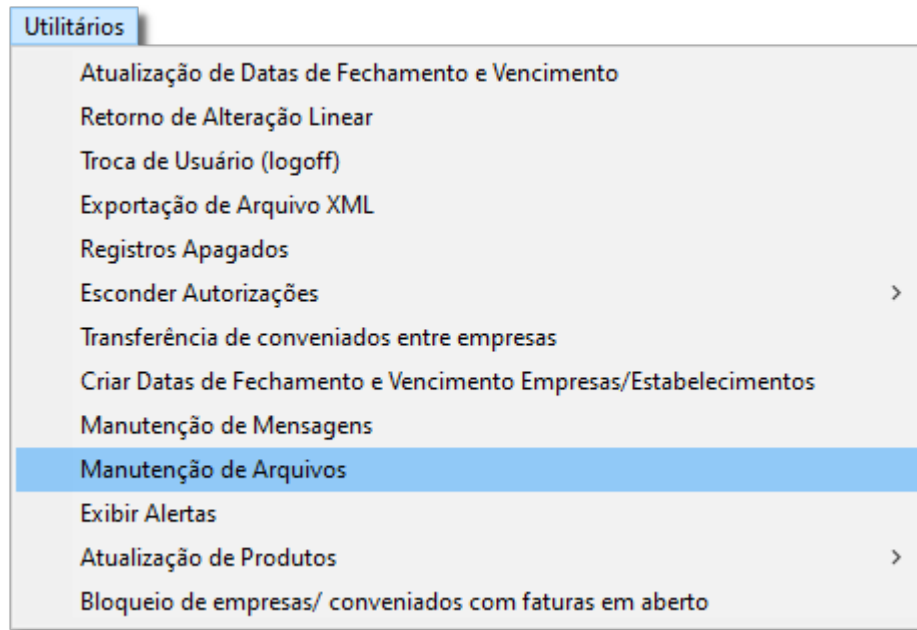 Utilitários
Atualização de Datas de Fechamento e Vencimento
Retorno de Alteração Linear
Troca de Usuário (logoff)
Exportação de Arquivo XML
Registros Apagados
Esconder Autorizações
Transferência de conveniados entre empresas
Criar Datas de Fechamento e Vencimento Empresas/Estabelecimentos
Manutenção de Mensagens
Manutenção de Arquivos
Exibir Alertas
Atualização de Produtos
Bloqueio de empresas/ conveniados com faturas em aberto